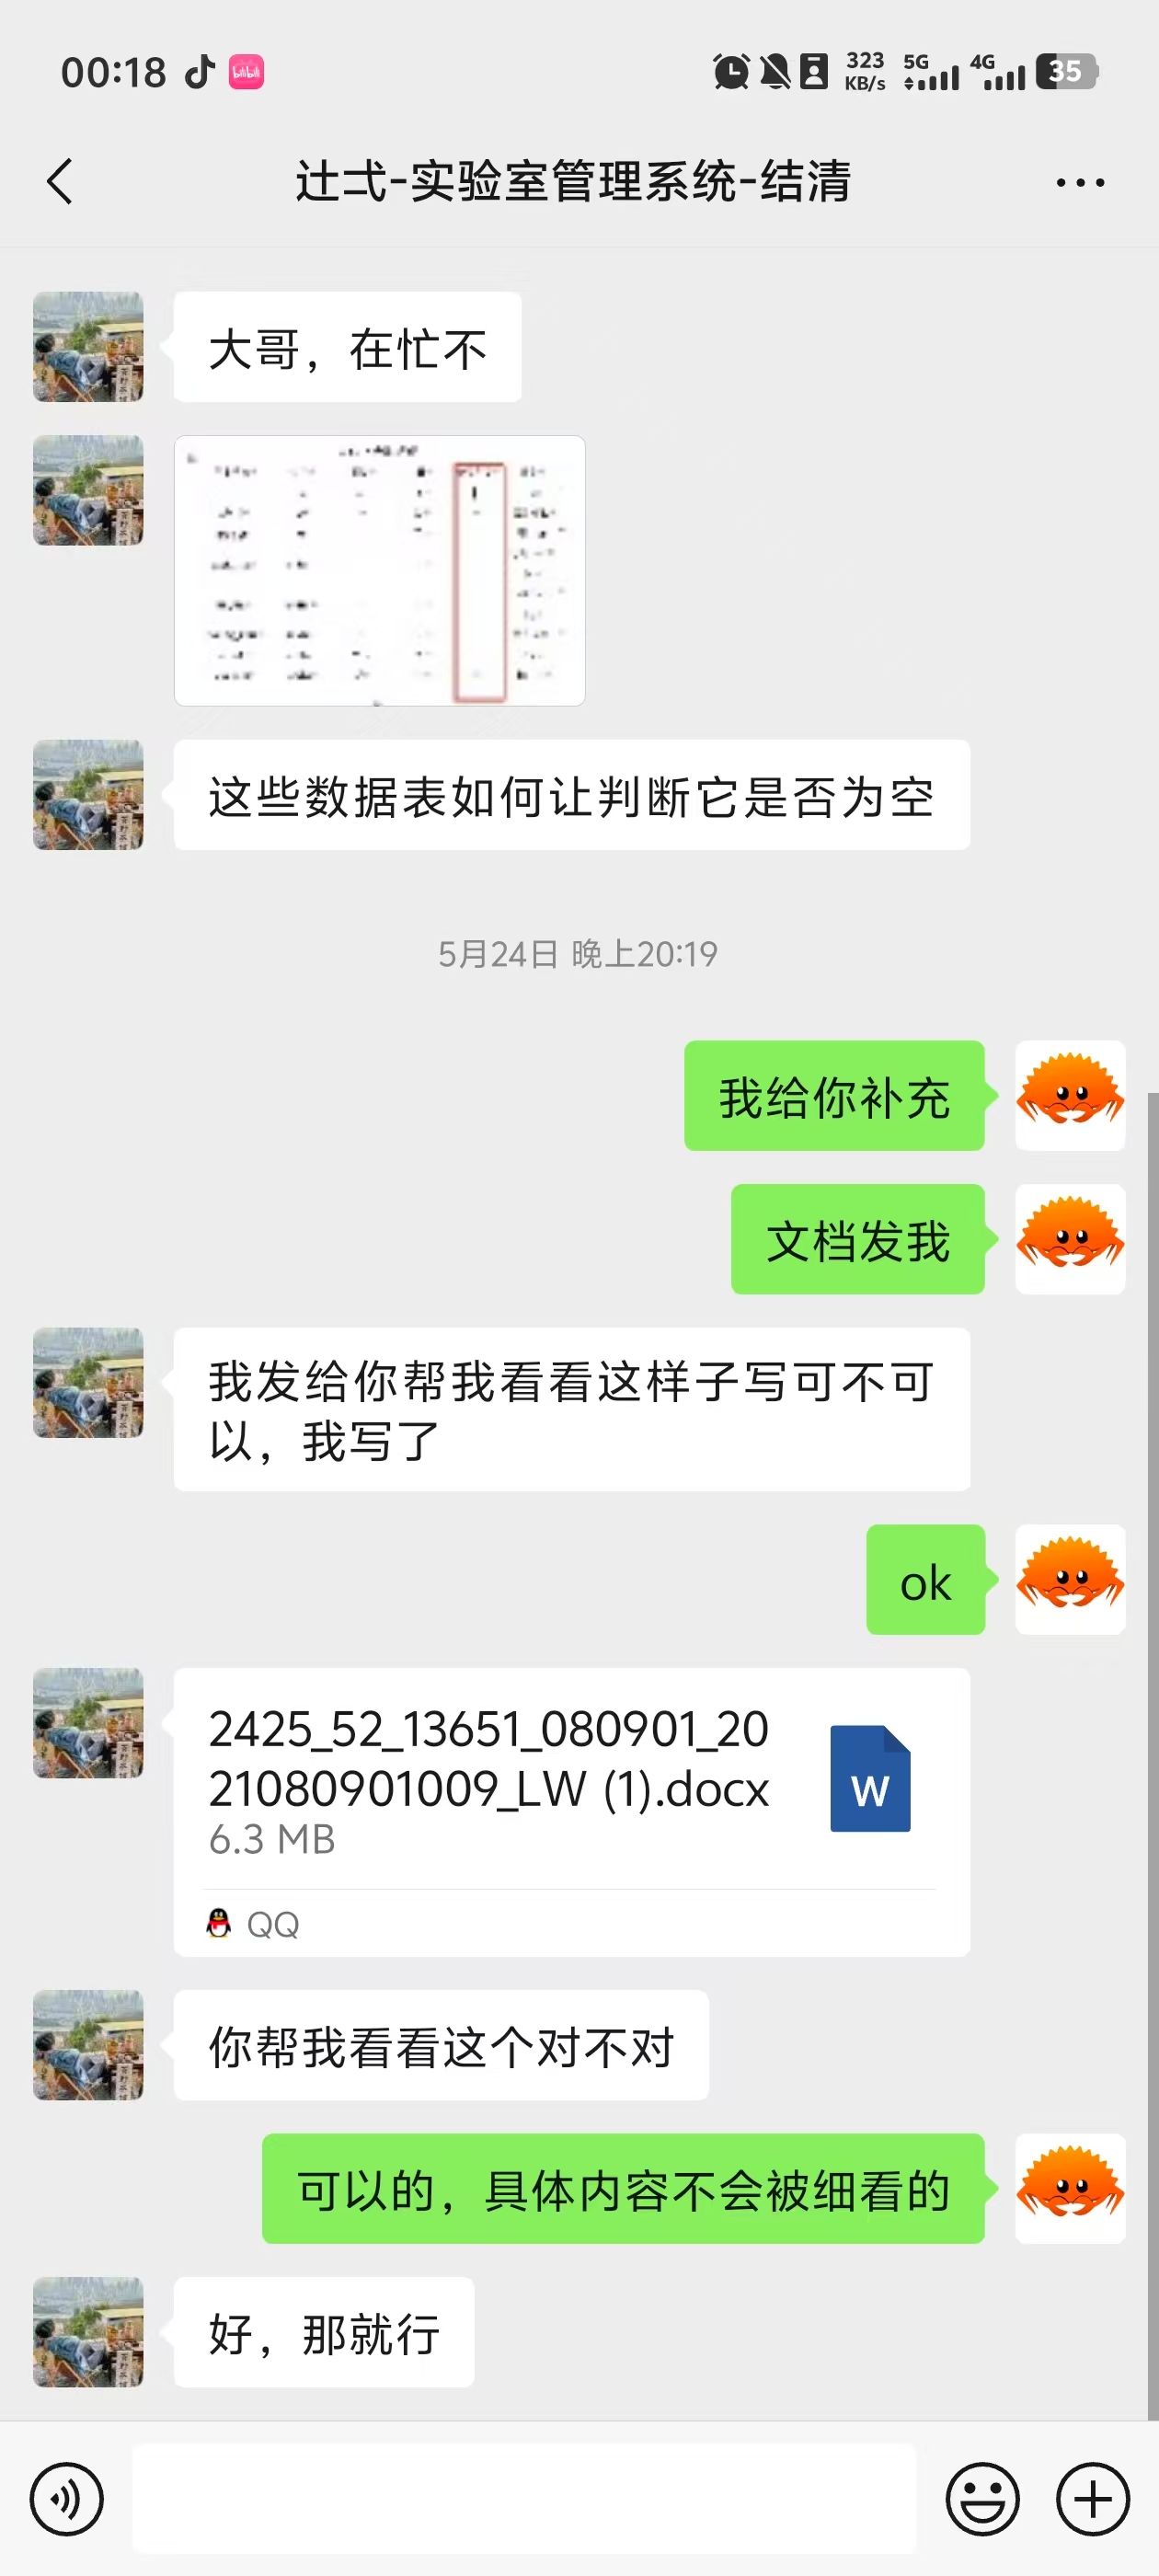 00:18
bilibili
323
KB/s
5G
4G
35
辻弍-实验室管理系统-结清
大哥，在忙不
这些数据表如何让判断它是否为空
5月24日 晚上20:19
我给你补充
文档发我
我发给你帮我看看这样子写可不可
以，我写了
ok
2425_52_13651_080901_20
21080901009_LW (1).docx
W
6.3 MB
QQ
你帮我看看这个对不对
可以的，具体内容不会被细看的
好，那就行